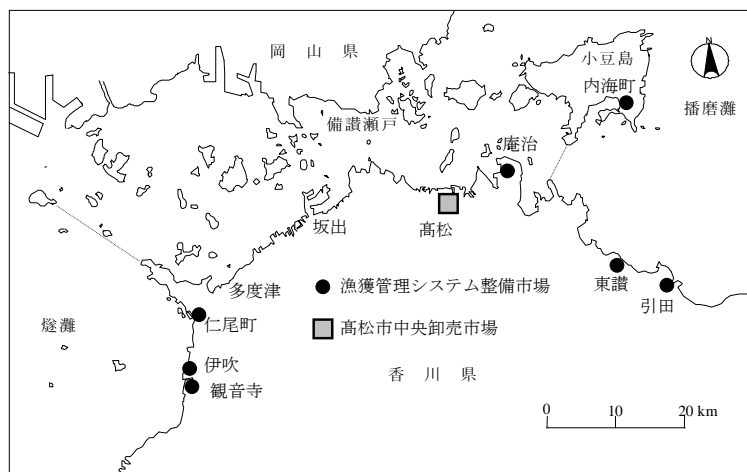 岡山県
小豆島
内海町
播磨灘
備讃瀬戸
庵治
坂出
髙松
多度津
東讃
引田
漁獲管理システム整備市場
燧灘
仁尾町
髙松市中央卸売市場
伊吹
観音寺
香川県
0 10 20 km